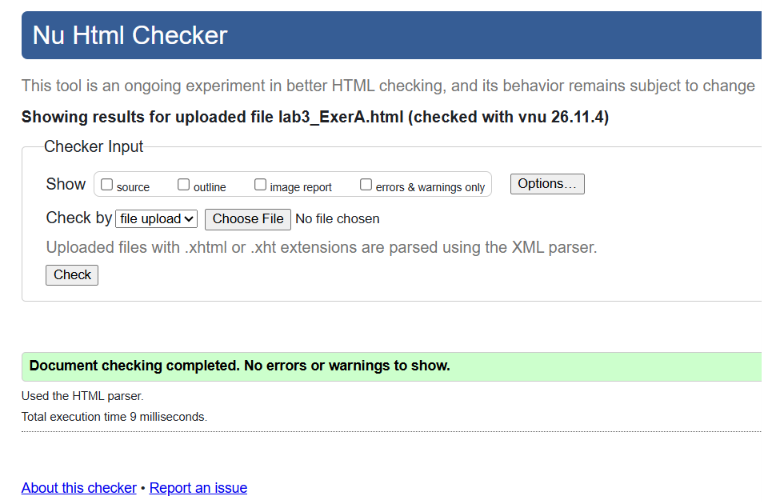 Nu Html Checker
This tool is an ongoing experiment in better HTML checking, and its behavior remains subject to change
Showing results for uploaded file lab3_ExerA.html (checked with vnu 26.11.4)
Checker Input
Show source outline image report errors & warnings only Options...
Check by file upload Choose File No file chosen
Uploaded files with .xhtml or .xht extensions are parsed using the XML parser.
Check
Document checking completed. No errors or warnings to show.
Used the HTML parser.
Total execution time 9 milliseconds.
About this checker • Report an issue